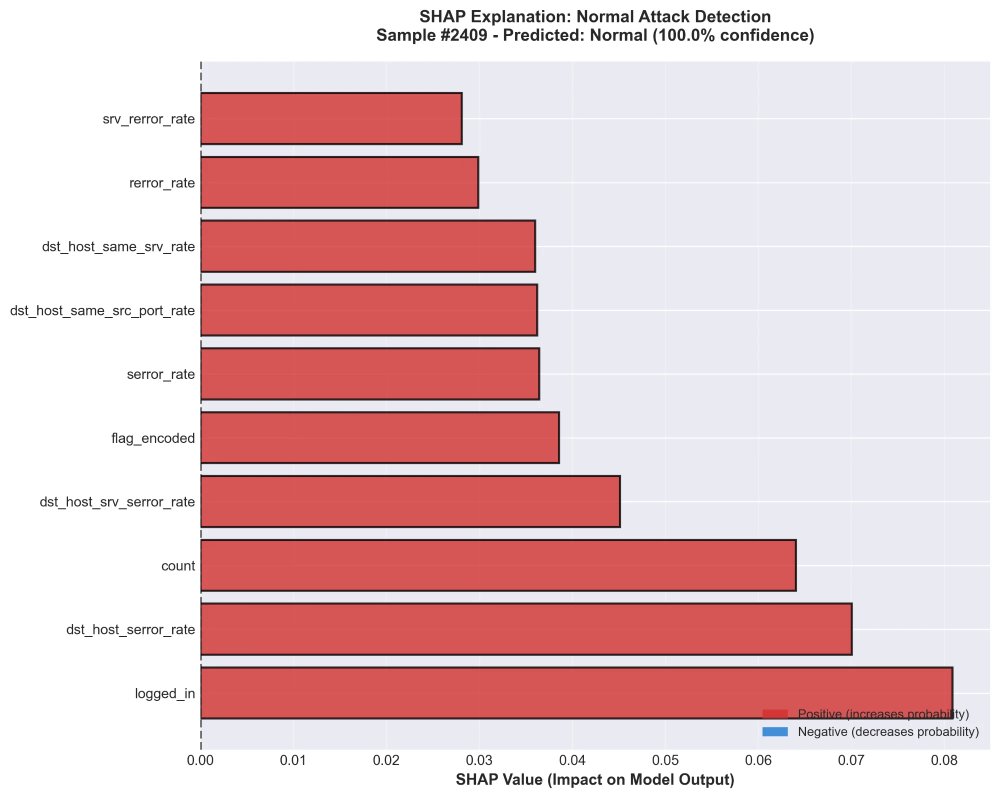 SHAP Explanation: Normal Attack Detection
Sample #2409 - Predicted: Normal (100.0% confidence)
srv_rerror_rate
rerror_rate
dst_host_same_srv_rate
dst_host_same_src_port_rate
serror_rate
flag_encoded
dst_host_srv_serror_rate
count
dst_host_serror_rate
logged_in
Positive (increases probability)
Negative (decreases probability)
0.00 0.01 0.02 0.03 0.04 0.05 0.06 0.07 0.08
SHAP Value (Impact on Model Output)